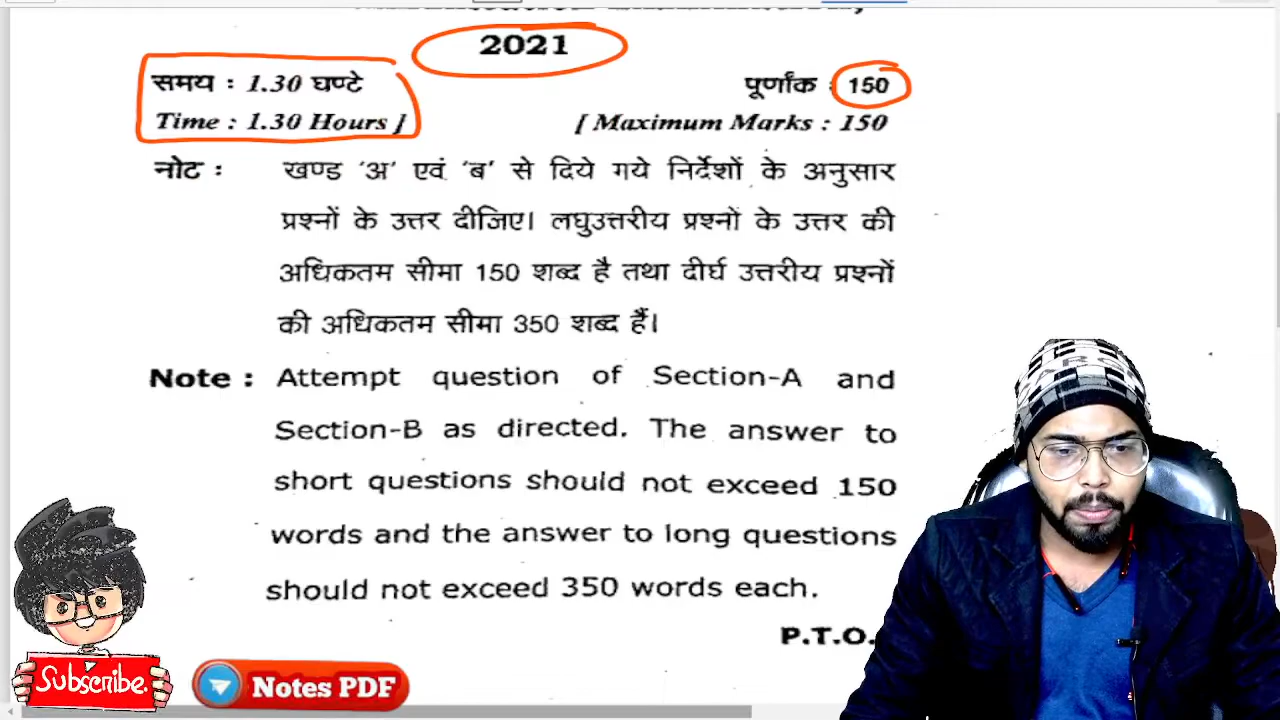 2021
समय : 1.30 घण्टे
पूर्णांक : 150
Time : 1.30 Hours ]
[ Maximum Marks : 150
नोट : खण्ड 'अ' एवं 'ब' से दिये गये निर्देशों के अनुसार
प्रश्नों के उत्तर दीजिए। लघुउत्तरीय प्रश्नों के उत्तर की
अधिकतम सीमा 150 शब्द है तथा दीर्घ उत्तरीय प्रश्नों
की अधिकतम सीमा 350 शब्द हैं।
Note : Attempt question of Section-A and
Section-B as directed. The answer to
short questions should not exceed 150
words and the answer to long questions
should not exceed 350 words each.
P.T.O.
Subscribe.
Notes PDF